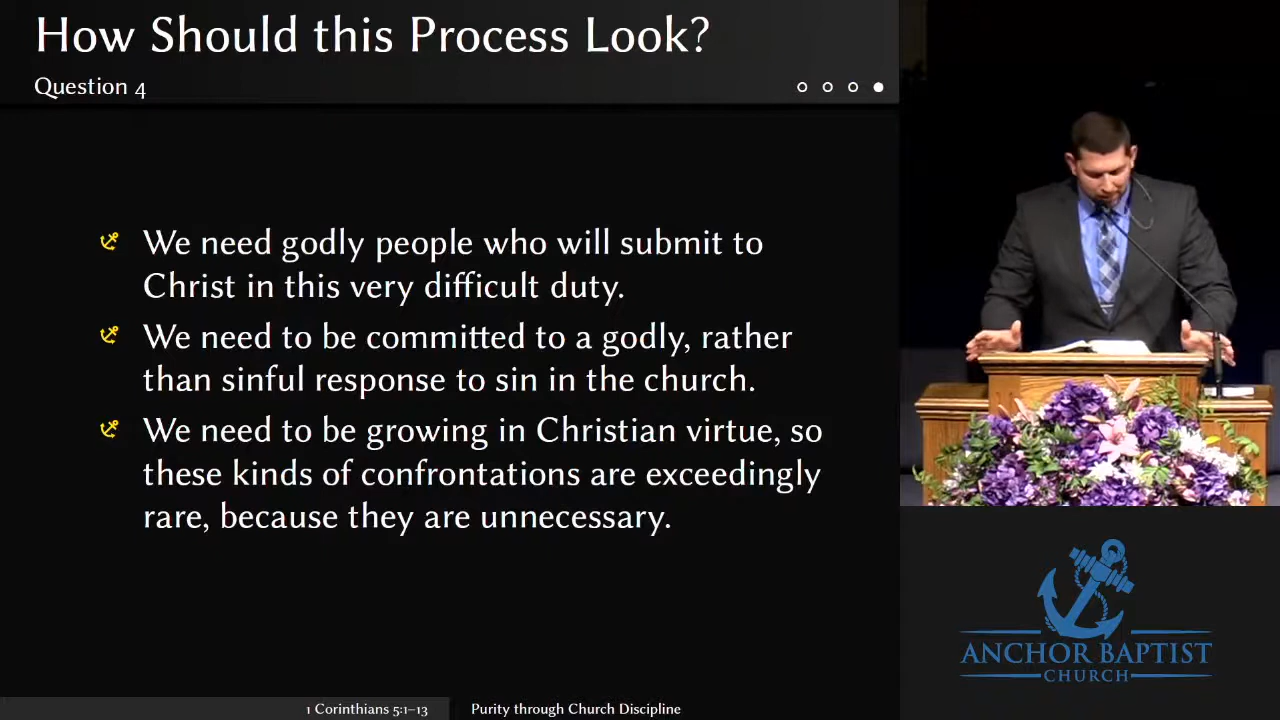 How Should this Process Look?
Question 4
We need godly people who will submit to
Christ in this very difficult duty.
We need to be committed to a godly, rather
than sinful response to sin in the church.
We need to be growing in Christian virtue, so
these kinds of confrontations are exceedingly
rare, because they are unnecessary.
ANCHOR BAPTIST
CHURCH
1 Corinthians 5:1–13
Purity through Church Discipline